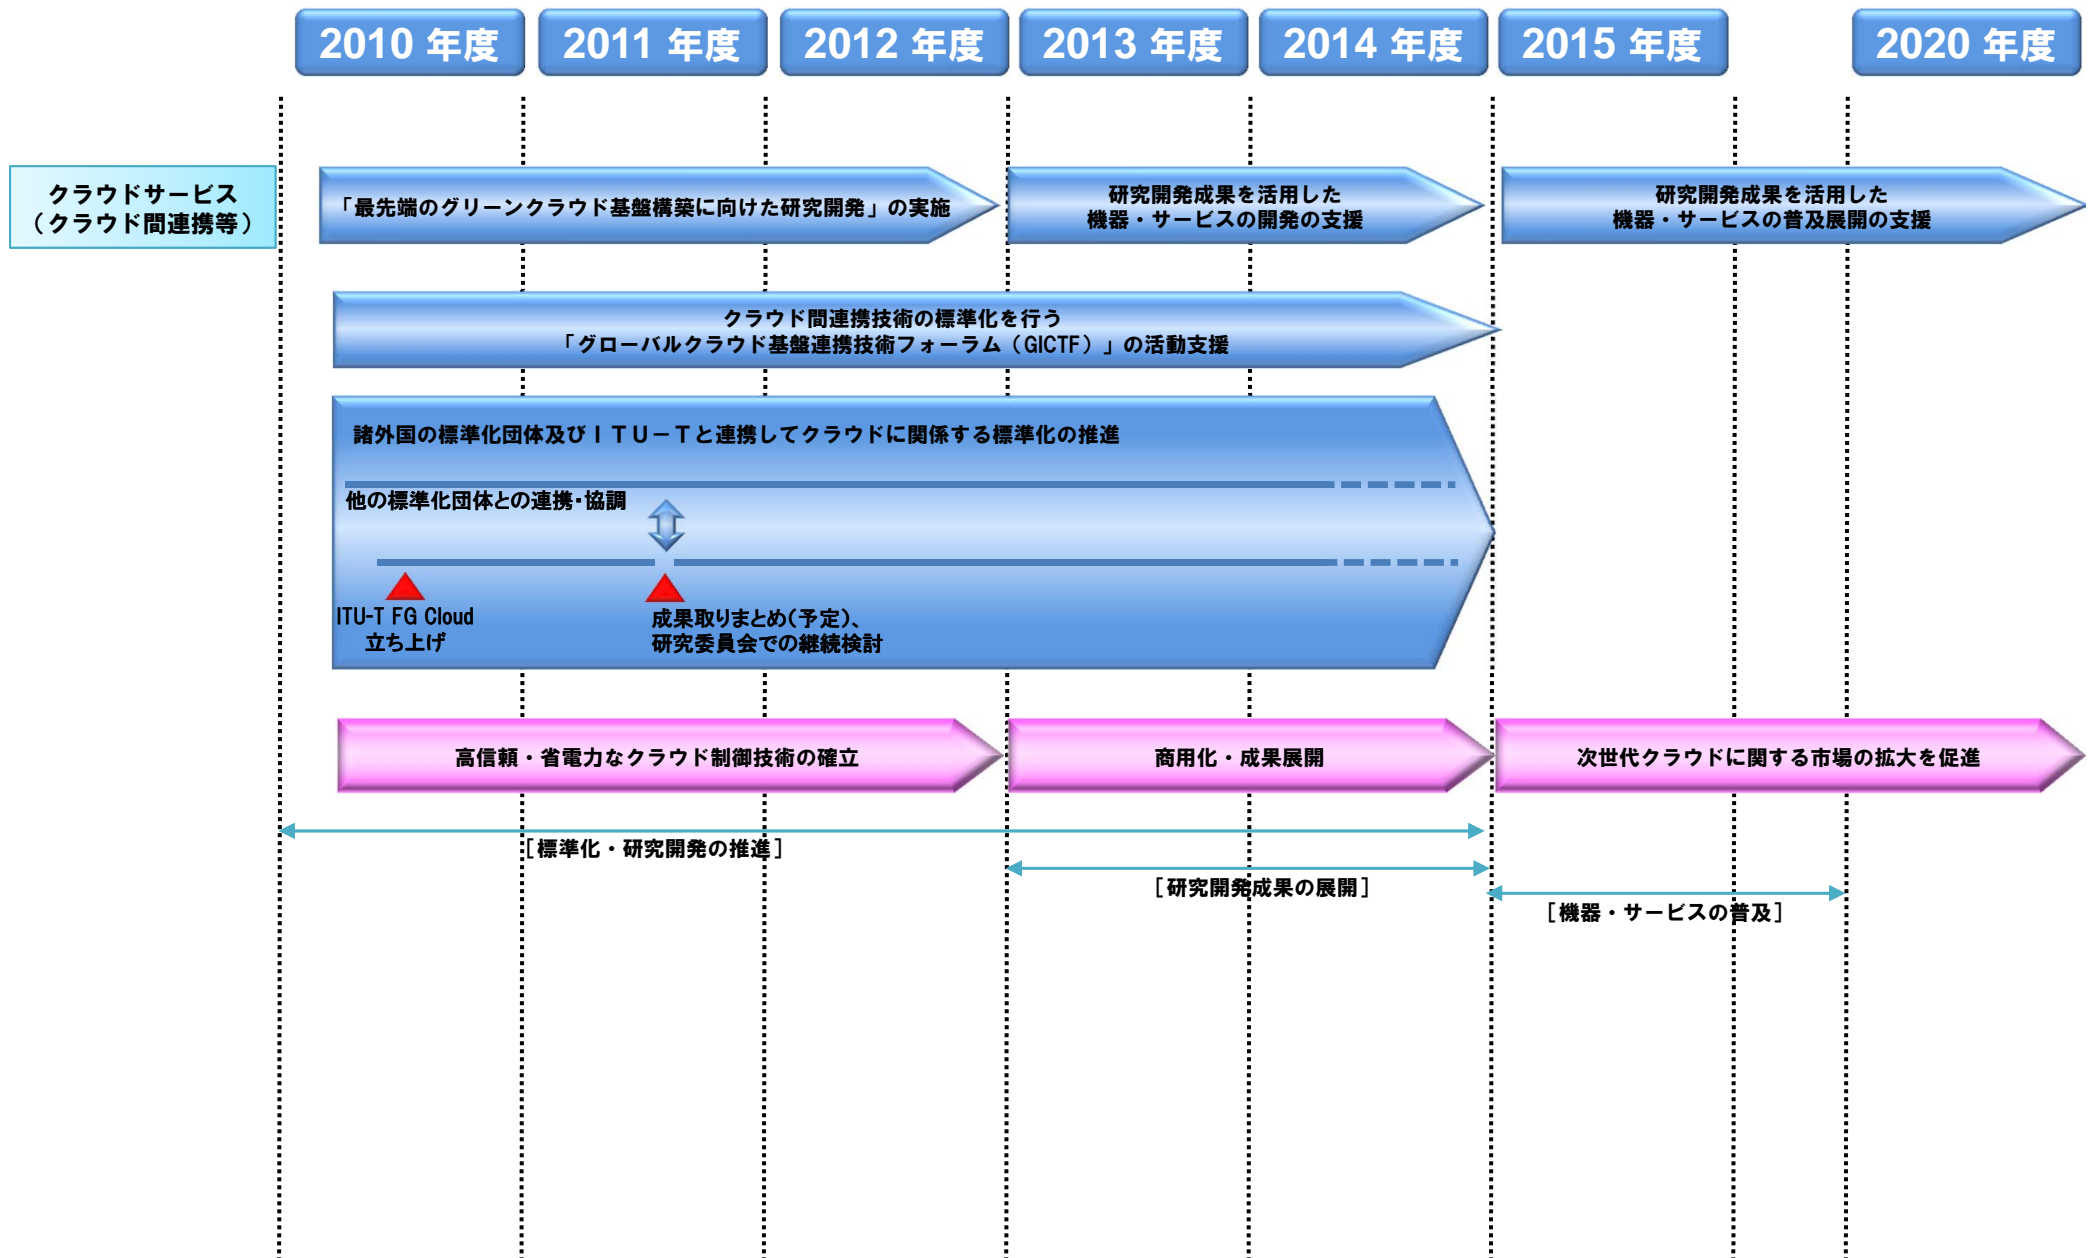 2010 年度
2011 年度
2012 年度
2013 年度
2014 年度
2015 年度
2020 年度
クラウドサービス
（クラウド間連携等）
「最先端のグリーンクラウド基盤構築に向けた研究開発」の実施
研究開発成果を活用した
機器・サービスの開発の支援
研究開発成果を活用した
機器・サービスの普及展開の支援
クラウド間連携技術の標準化を行う
「グローバルクラウド基盤連携技術フォーラム（GICTF）」の活動支援
諸外国の標準化団体及びＩＴＵ－Ｔと連携してクラウドに関係する標準化の推進
他の標準化団体との連携・協調
ITU-T FG Cloud
立ち上げ
成果取りまとめ（予定）、
研究委員会での継続検討
高信頼・省電力なクラウド制御技術の確立
商用化・成果展開
次世代クラウドに関する市場の拡大を促進
［標準化・研究開発の推進］
［研究開発成果の展開］
［機器・サービスの普及］